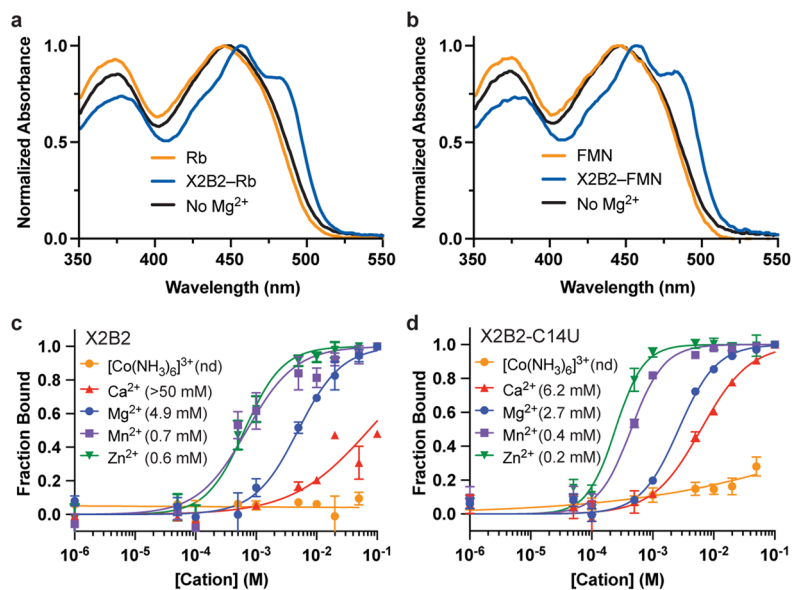 a
Normalized Absorbance
1.0
0.5
0.0
350
400
450
500
550
Wavelength (nm)
Rb
X2B2–Rb
No Mg²⁺
b
Normalized Absorbance
1.0
0.5
0.0
350
400
450
500
550
Wavelength (nm)
FMN
X2B2–FMN
No Mg²⁺
c
X2B2
Fraction Bound
1.0
0.8
0.6
0.4
0.2
0.0
[Co(NH₃)₆]³⁺(nd)
Ca²⁺ (>50 mM)
Mg²⁺ (4.9 mM)
Mn²⁺ (0.7 mM)
Zn²⁺ (0.6 mM)
10⁻⁶
10⁻⁵
10⁻⁴
10⁻³
10⁻²
10⁻¹
[Cation] (M)
d
X2B2-C14U
Fraction Bound
1.0
0.8
0.6
0.4
0.2
0.0
[Co(NH₃)₆]³⁺(nd)
Ca²⁺ (6.2 mM)
Mg²⁺ (2.7 mM)
Mn²⁺ (0.4 mM)
Zn²⁺ (0.2 mM)
10⁻⁶
10⁻⁵
10⁻⁴
10⁻³
10⁻²
10⁻¹
[Cation] (M)